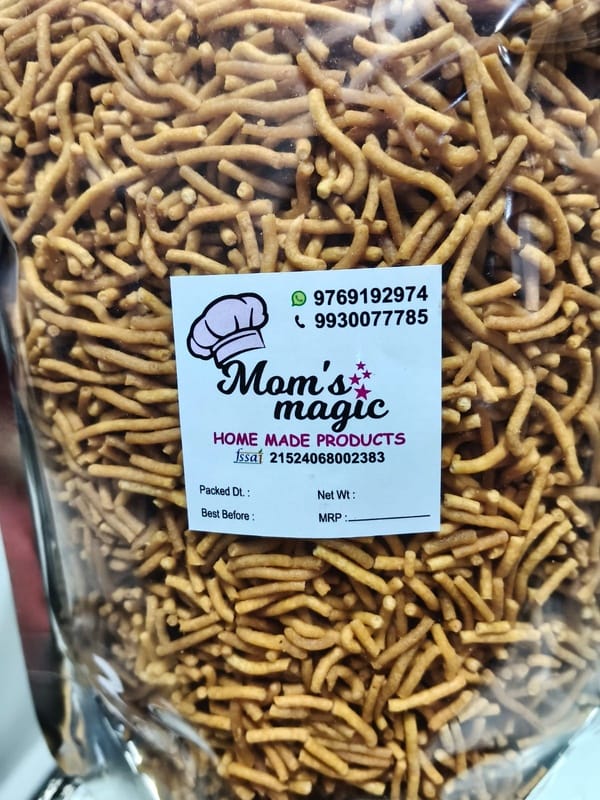 9769192974
9930077785
Mom's
magic
HOME MADE PRODUCTS
fssai 21524068002383
Packed Dt. : Net Wt :
Best Before : MRP :